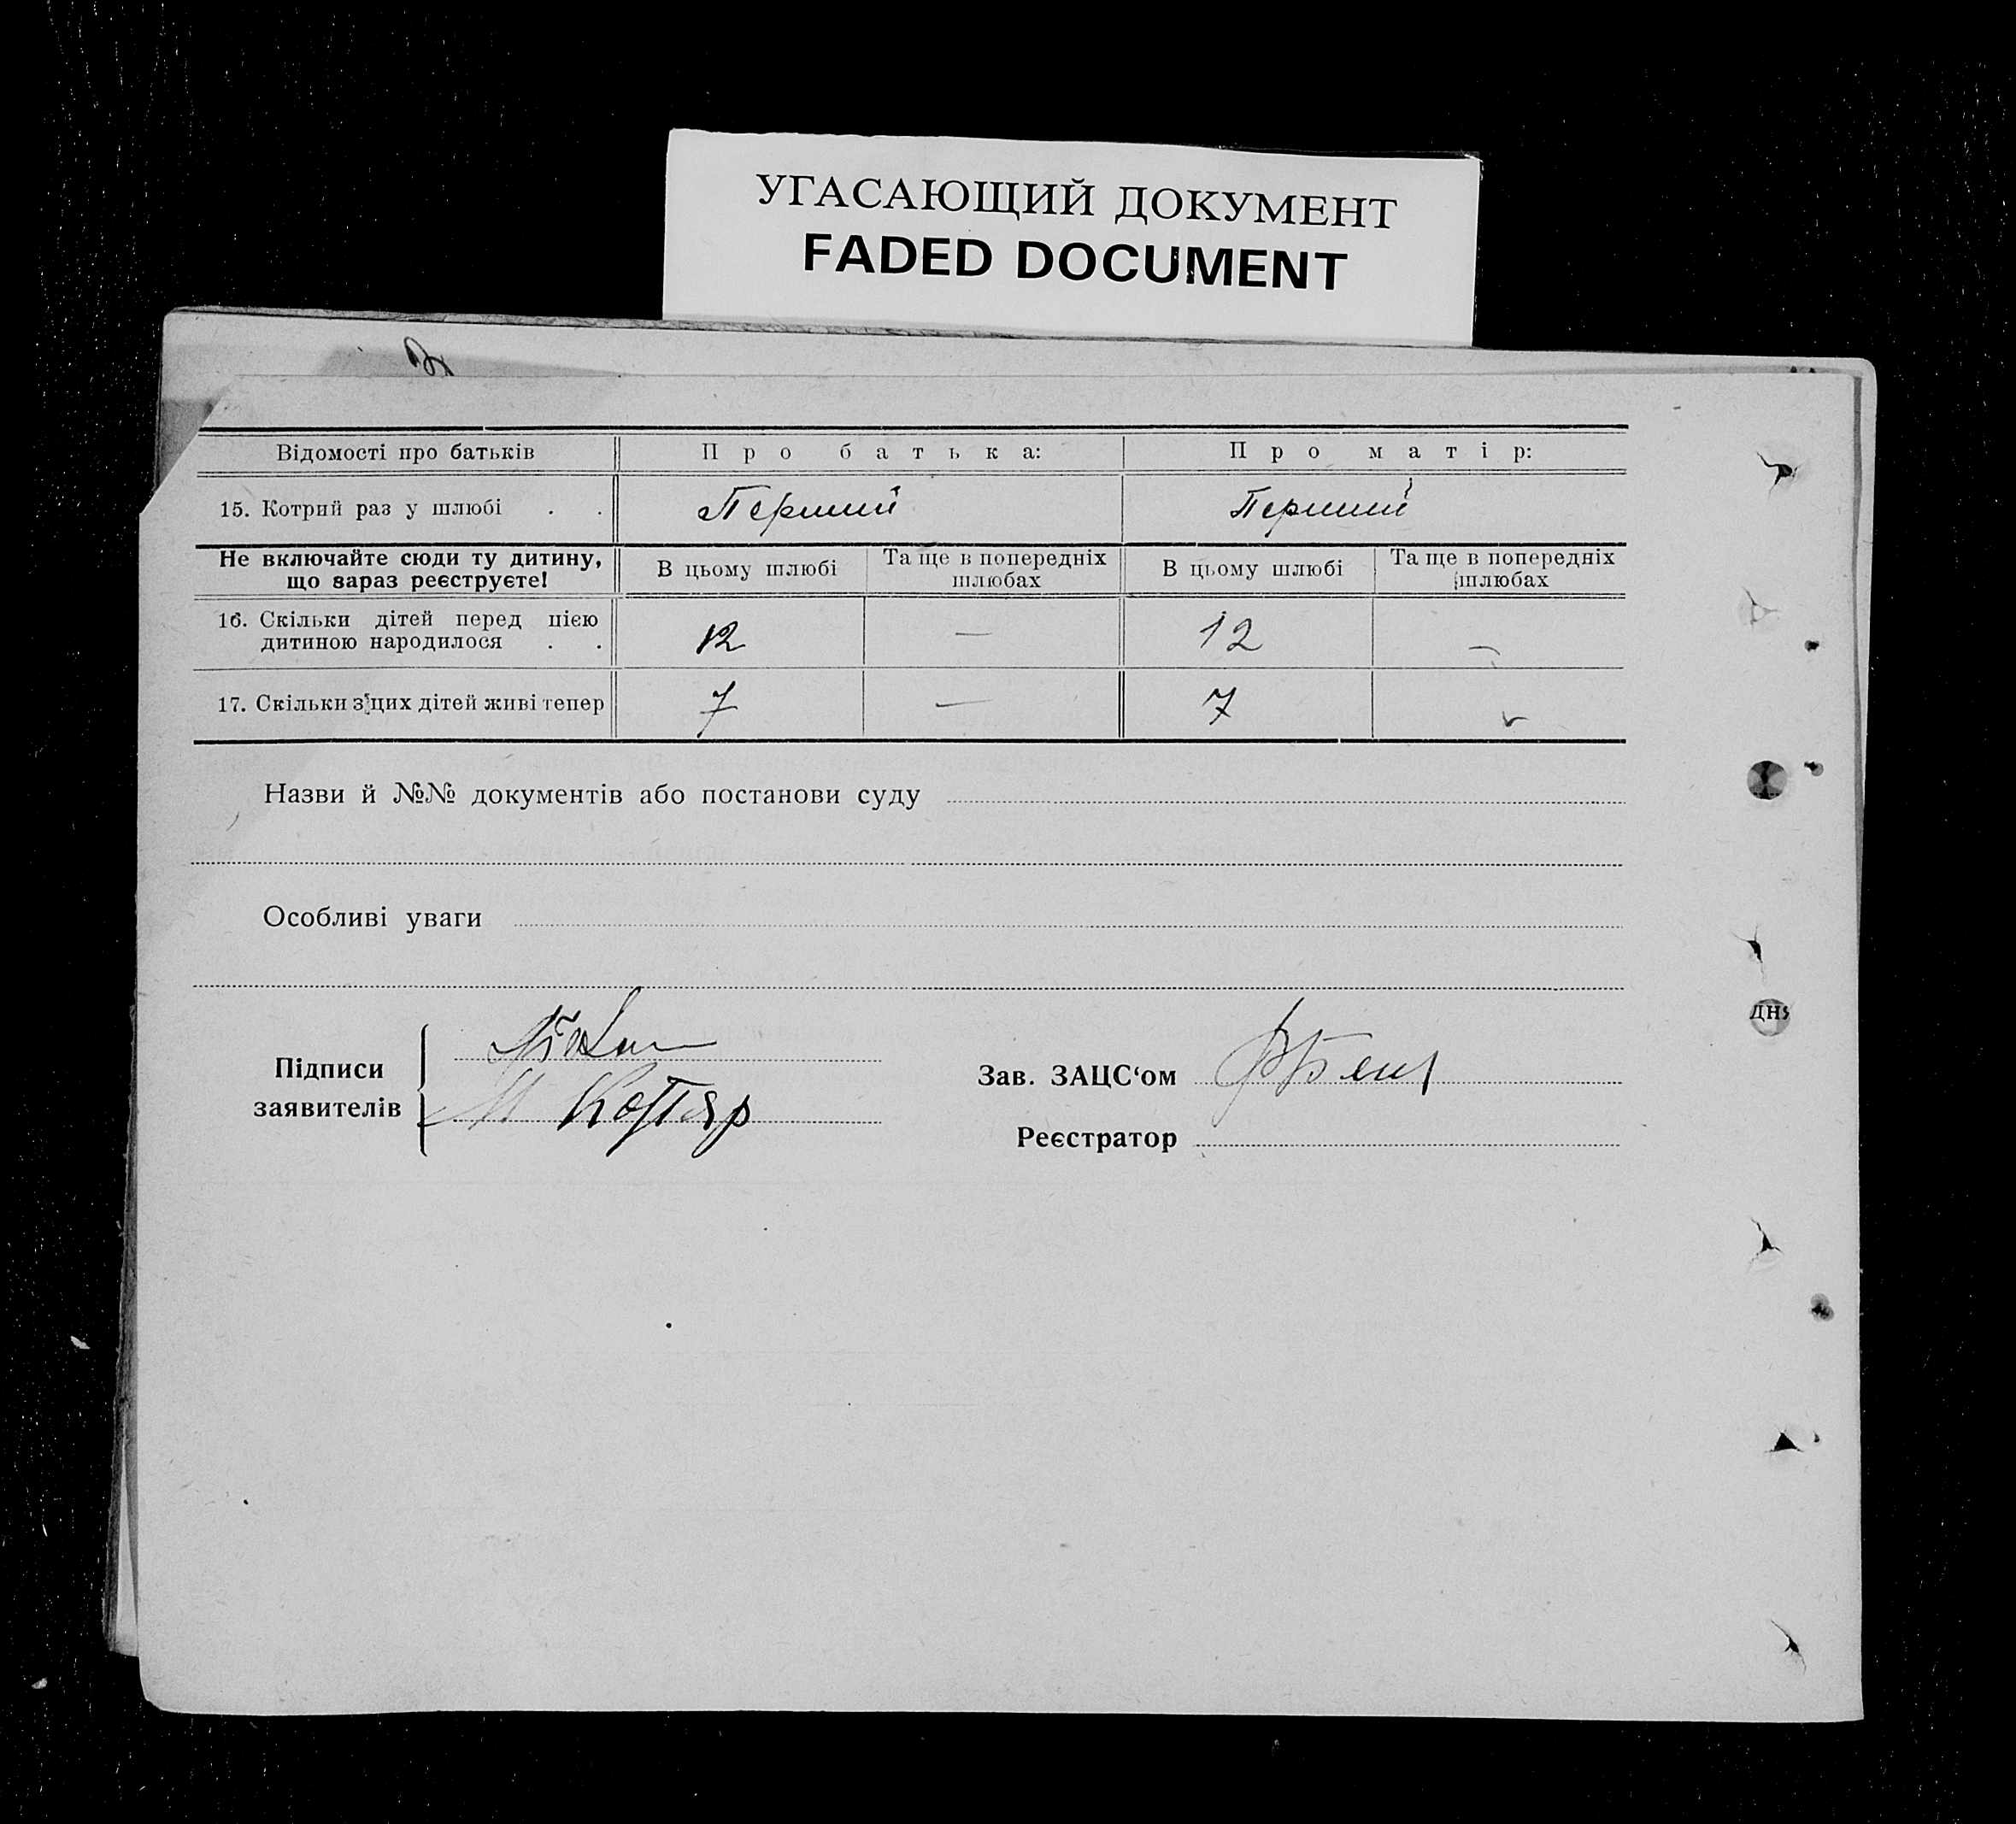 УГАСАЮЩИЙ ДОКУМЕНТ
FADED DOCUMENT
Відомості про батьків Про батька: Про матір:
15. Котрий раз у шлюбі . . Перший Перший
Не включайте сюди ту дитину, що зараз реєструєте! В цьому шлюбі Та ще в попередніх шлюбах В цьому шлюбі Та ще в попередніх шлюбах
16. Скільки дітей перед цією дитиною народилося . . 12 — 12 —
17. Скільки з цих дітей живі тепер 7 — 7
Назви й №№ документів або постанови суду
Особливі уваги
Підписи заявителів
Зав. ЗАЦС‘ом
Реєстратор